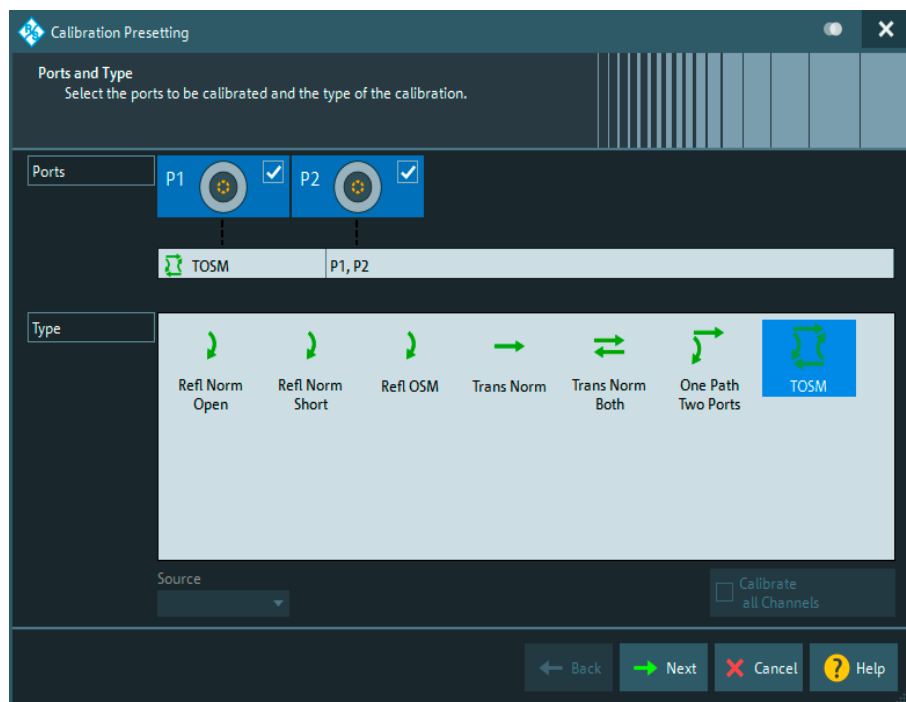 Calibration Presetting
Ports and Type
Select the ports to be calibrated and the type of the calibration.
Ports
P1
P2
TOSM
P1, P2
Type
Refl Norm
Open
Refl Norm
Short
Refl OSM
Trans Norm
Trans Norm
Both
One Path
Two Ports
TOSM
Source
Calibrate
all Channels
Back
Next
Cancel
? Help